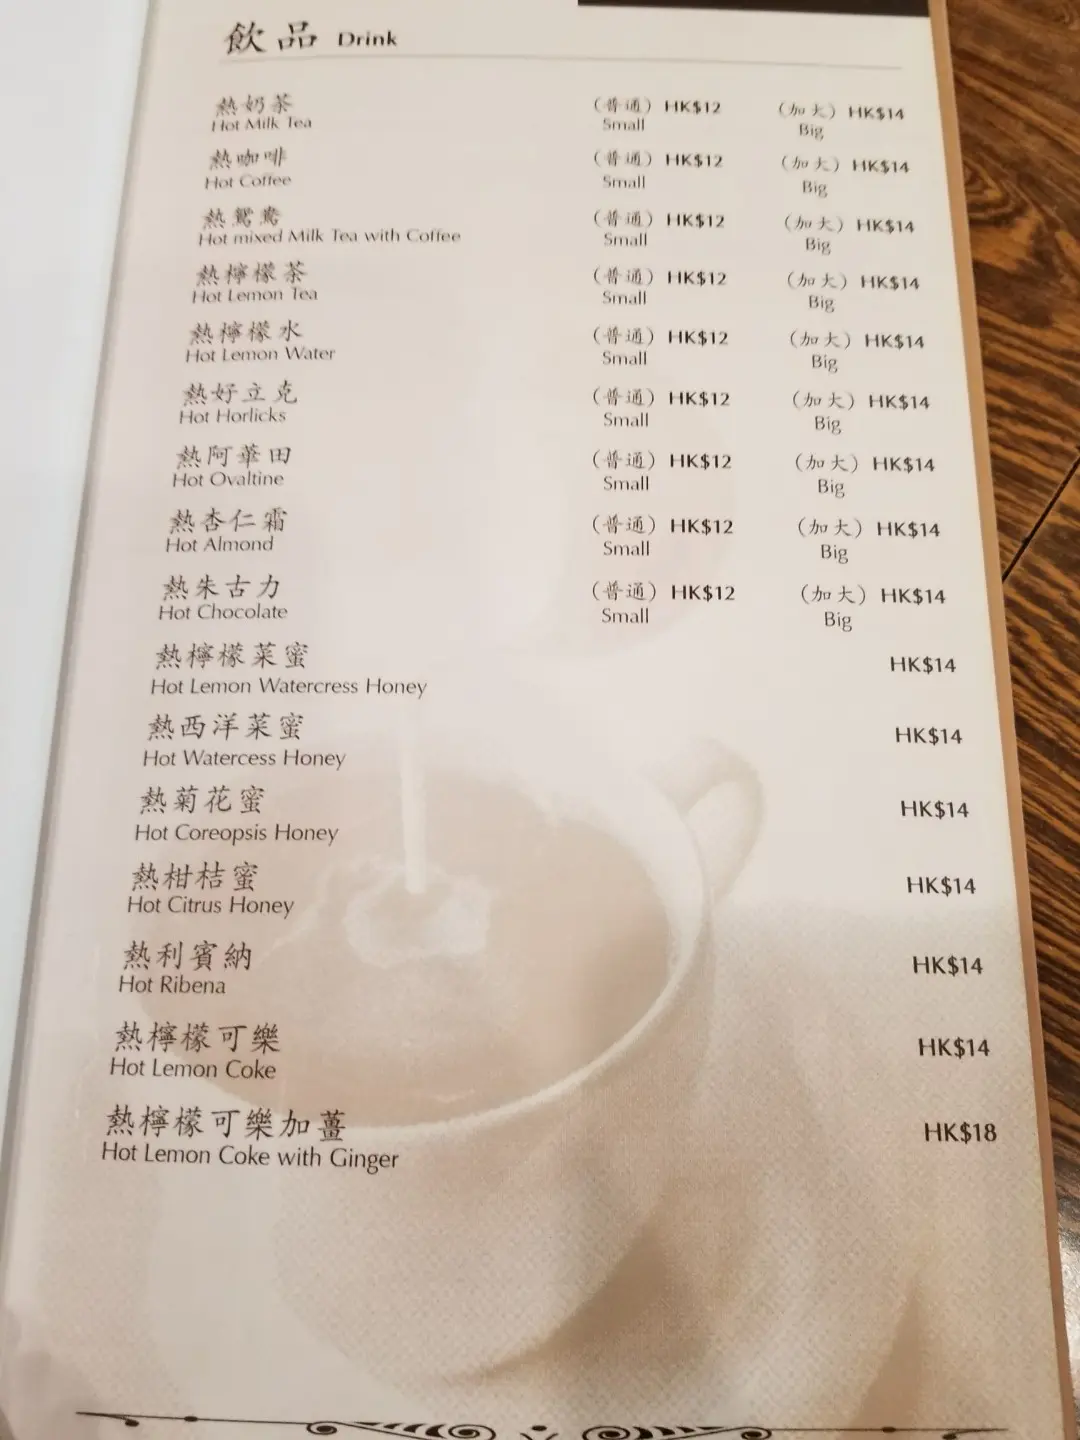 飲品 Drink
熱奶茶 (普通) HK$12 (加大) HK$14
Hot Milk Tea Small Big
熱咖啡 (普通) HK$12 (加大) HK$14
Hot Coffee Small Big
熱鴛鴦 (普通) HK$12 (加大) HK$14
Hot mixed Milk Tea with Coffee Small Big
熱檸檬茶 (普通) HK$12 (加大) HK$14
Hot Lemon Tea Small Big
熱檸檬水 (普通) HK$12 (加大) HK$14
Hot Lemon Water Small Big
熱好立克 (普通) HK$12 (加大) HK$14
Hot Horlicks Small Big
熱阿華田 (普通) HK$12 (加大) HK$14
Hot Ovaltine Small Big
熱杏仁霜 (普通) HK$12 (加大) HK$14
Hot Almond Small Big
熱朱古力 (普通) HK$12 (加大) HK$14
Hot Chocolate Small Big
熱檸檬菜蜜 HK$14
Hot Lemon Watercress Honey
熱西洋菜蜜 HK$14
Hot Watercess Honey
熱菊花蜜 HK$14
Hot Coreopsis Honey
熱柑桔蜜 HK$14
Hot Citrus Honey
熱利賓納 HK$14
Hot Ribena
熱檸檬可樂 HK$14
Hot Lemon Coke
熱檸檬可樂加薑 HK$18
Hot Lemon Coke with Ginger